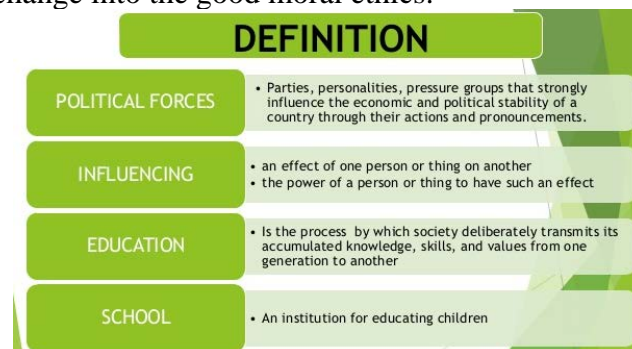 change into the good moral ethics.
DEFINITION
POLITICAL FORCES
• Parties, personalities, pressure groups that strongly
influence the economic and political stability of a
country through their actions and pronouncements.
INFLUENCING
• an effect of one person or thing on another
• the power of a person or thing to have such an effect
EDUCATION
• Is the process by which society deliberately transmits its
accumulated knowledge, skills, and values from one
generation to another
SCHOOL
• An institution for educating children